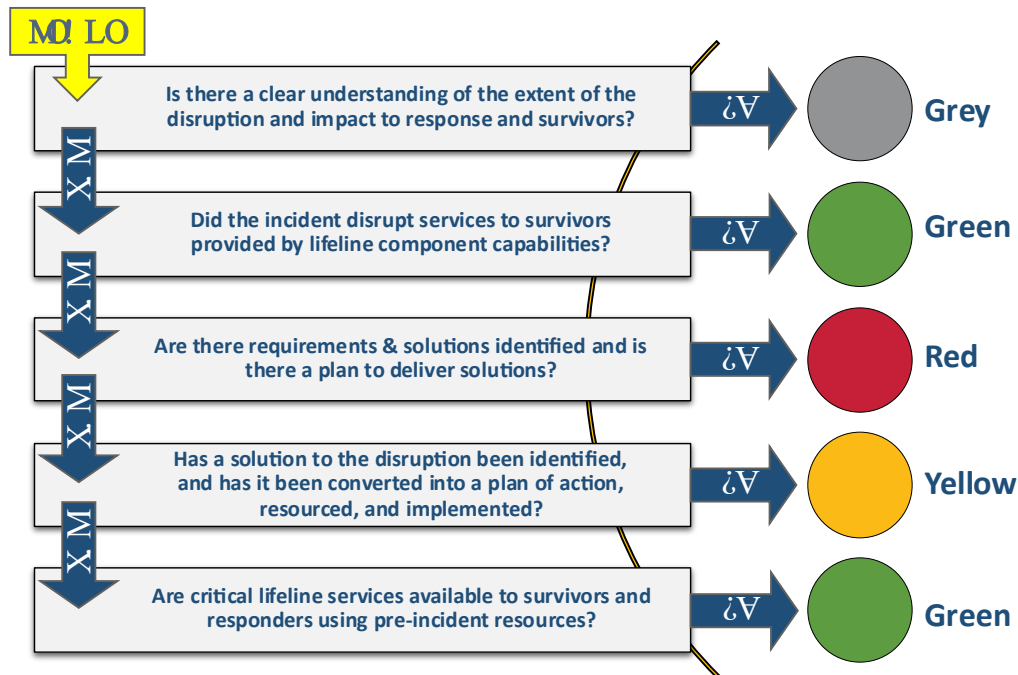 Is there a clear understanding of the extent of the
disruption and impact to response and survivors?
Grey
Did the incident disrupt services to survivors
provided by lifeline component capabilities?
Green
Are there requirements & solutions identified and is
there a plan to deliver solutions?
Red
Has a solution to the disruption been identified,
and has it been converted into a plan of action,
resourced, and implemented?
Yellow
Are critical lifeline services available to survivors and
responders using pre-incident resources?
Green